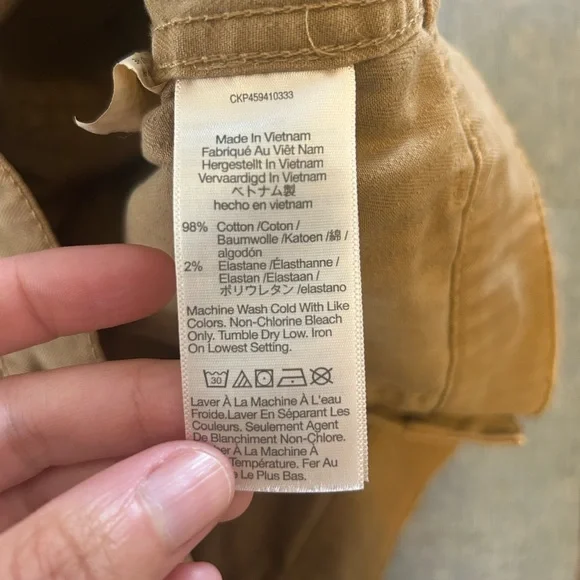 CKP459410333
Made In Vietnam
Fabriqué Au Viêt Nam
Hergestellt In Vietnam
Vervaardigd In Vietnam
ベトナム製
hecho en vietnam
98% Cotton /Colon /
Baumwolle /Katoen /綿 /
algodón
2% Elastane /Élasthanne /
Elastan /Elastaan /
ポリウレタン /elastano
Machine Wash Cold With Like
Colors. Non-Chlorine Bleach
Only. Tumble Dry Low. Iron
On Lowest Setting.
30
Laver À La Machine À L'eau
Froide.Laver En Séparant Les
Couleurs. Seulement Agent
De Blanchiment Non-Chlore.
À
Température. Fer Au
Le Plus Bas.